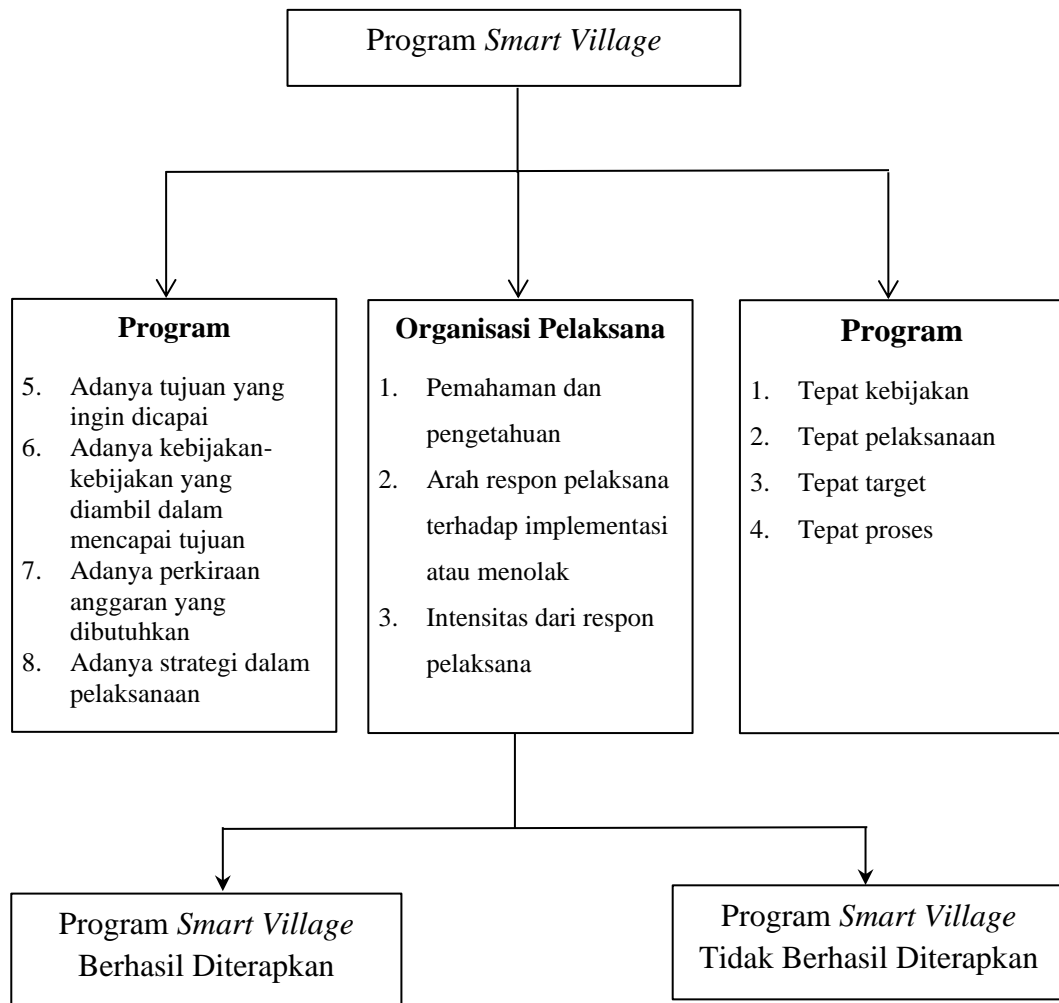 Program Smart Village
Program
5. Adanya tujuan yang
ingin dicapai
6. Adanya kebijakan-
kebijakan yang
diambil dalam
mencapai tujuan
7. Adanya perkiraan
anggaran yang
dibutuhkan
8. Adanya strategi dalam
pelaksanaan
Organisasi Pelaksana
1. Pemahaman dan
pengetahuan
2. Arah respon pelaksana
terhadap implementasi
atau menolak
3. Intensitas dari respon
pelaksana
Program
1. Tepat kebijakan
2. Tepat pelaksanaan
3. Tepat target
4. Tepat proses
Program Smart Village
Berhasil Diterapkan
Program Smart Village
Tidak Berhasil Diterapkan